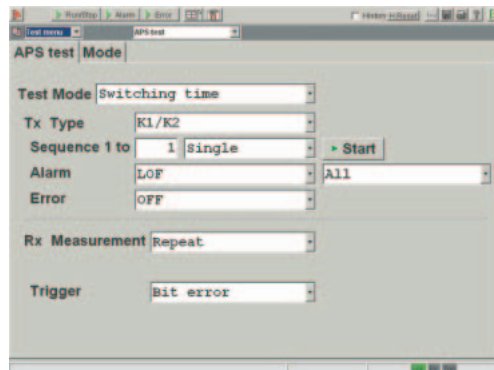 Run/Stop Alarm Error History H.Reset
Test menu APS test
APS test Mode
Test Mode Switching time
Tx Type K1/K2
Sequence 1 to 1 Single Start
Alarm LOF All
Error OFF
Rx Measurement Repeat
Trigger Bit error